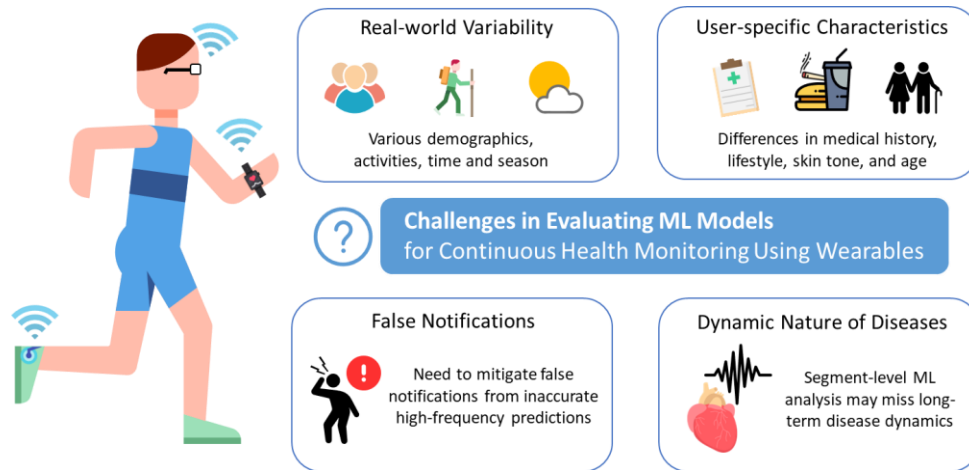 Real-world Variability
Various demographics,
activities, time and season
User-specific Characteristics
Differences in medical history,
lifestyle, skin tone, and age
?
Challenges in Evaluating ML Models
for Continuous Health Monitoring Using Wearables
False Notifications
!
Need to mitigate false
notifications from inaccurate
high-frequency predictions
Dynamic Nature of Diseases
Segment-level ML
analysis may miss long-
term disease dynamics